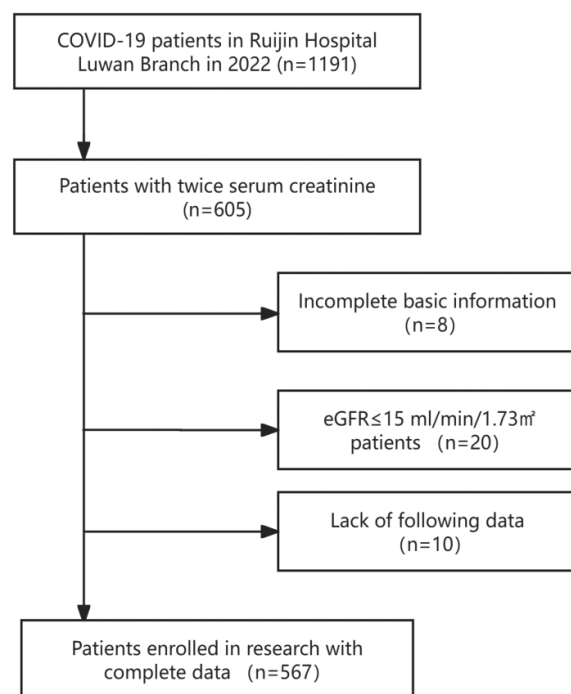 COVID-19 patients in Ruijin Hospital
Luwan Branch in 2022 (n=1191)
Patients with twice serum creatinine
(n=605)
Incomplete basic information
(n=8)
eGFR≤15 ml/min/1.73㎡
patients （n=20）
Lack of following data
(n=10)
Patients enrolled in research with
complete data （n=567）